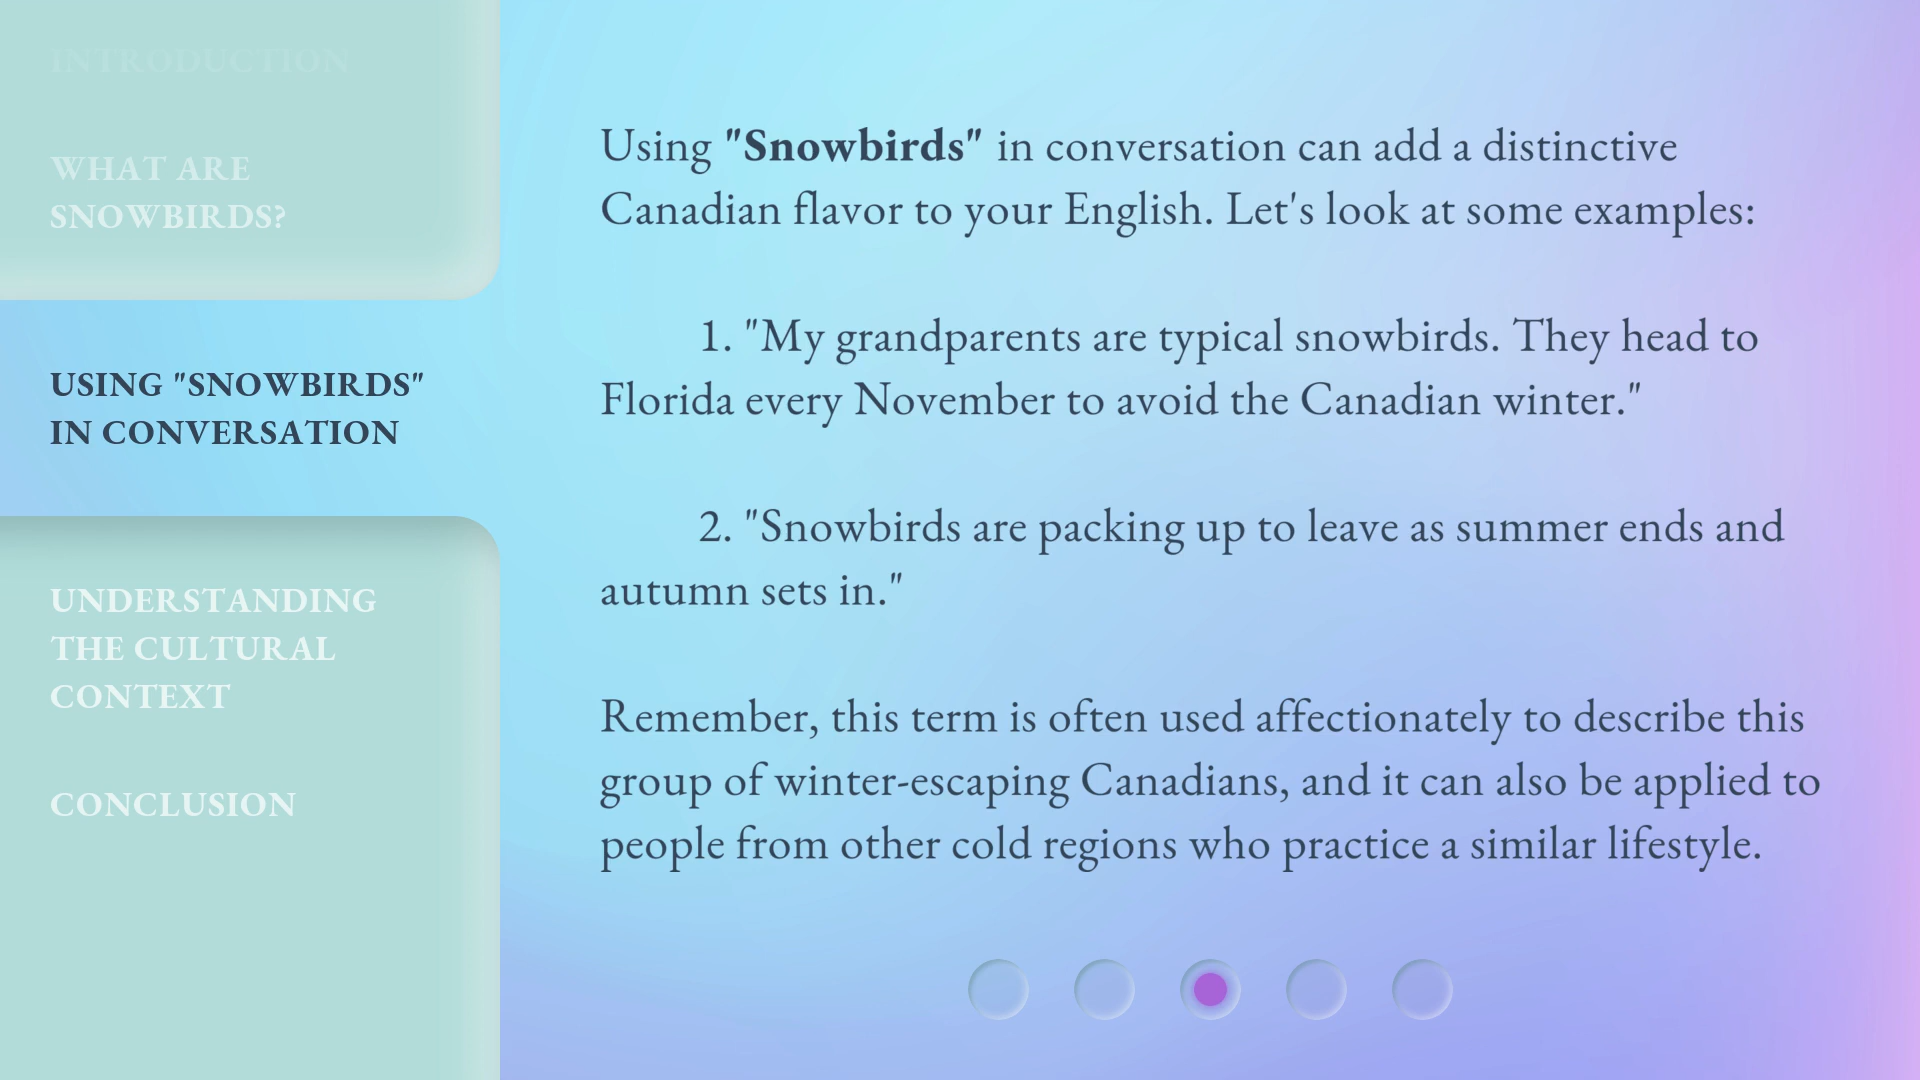 INTRODUCTION
WHAT ARE
SNOWBIRDS?
USING "SNOWBIRDS"
IN CONVERSATION
UNDERSTANDING
THE CULTURAL
CONTEXT
CONCLUSION
Using "Snowbirds" in conversation can add a distinctive
Canadian flavor to your English. Let's look at some examples:
1. "My grandparents are typical snowbirds. They head to
Florida every November to avoid the Canadian winter."
2. "Snowbirds are packing up to leave as summer ends and
autumn sets in."
Remember, this term is often used affectionately to describe this
group of winter-escaping Canadians, and it can also be applied to
people from other cold regions who practice a similar lifestyle.